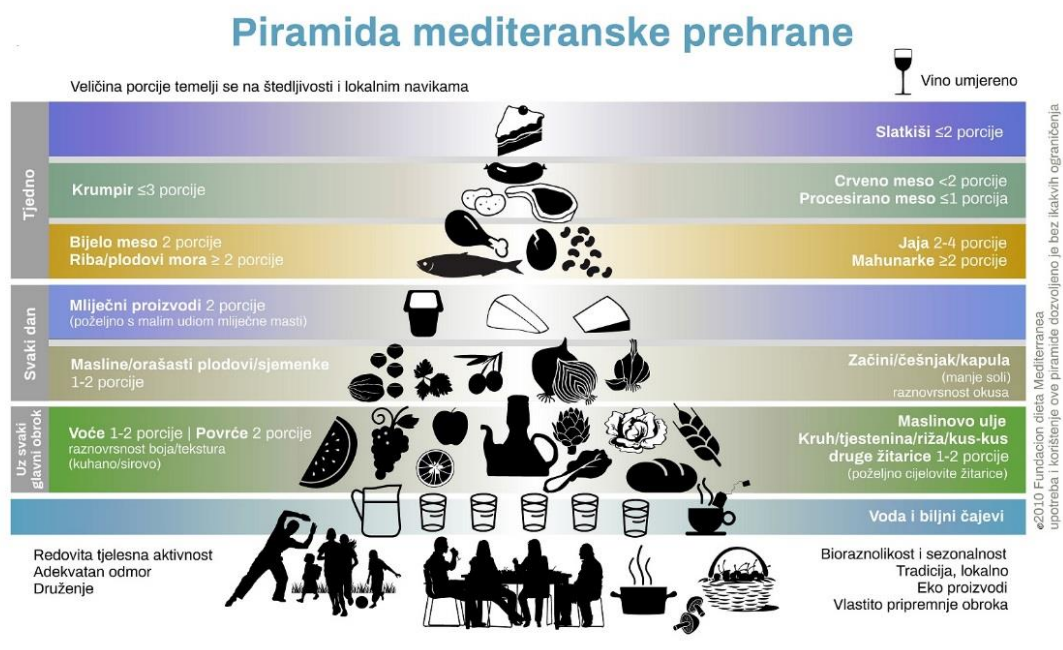 Piramida mediteranske prehrane
Veličina porcije temelji se na štedljivosti i lokalnim navikama
Vino umjereno
Tjedno
Slatkiši ≤2 porcije
Krumpir ≤3 porcije
Crveno meso <2 porcije
Procesirano meso ≤1 porcija
Bijelo meso 2 porcije
Riba/plodovi mora ≥ 2 porcije
Jaja 2-4 porcije
Mahunarke ≥2 porcije
Svaki dan
Mliječni proizvodi 2 porcije
(poželjno s malim udiom mliječne masti)
Masline/orašasti plodovi/sjemenke
1-2 porcije
Začini/češnjak/kapula
(manje soli)
raznovrsnost okusa
Uz svaki
glavni obrok
Voće 1-2 porcije | Povrće 2 porcije
raznovrsnost boja/tekstura
(kuhano/sirovo)
Maslinovo ulje
Kruh/tjestenina/riža/kus-kus
druge žitarice 1-2 porcije
(poželjno cijelovite žitarice)
Voda i biljni čajevi
Redovita tjelesna aktivnost
Adekvatan odmor
Druženje
Bioraznolikost i sezonalnost
Tradicija, lokalno
Eko proizvodi
Vlastito pripremnje obroka
©2010 Fundacion dieta Mediterranea
upotreba i korištenje ove piramide dozvoljeno je bez ikakvih ograničenja